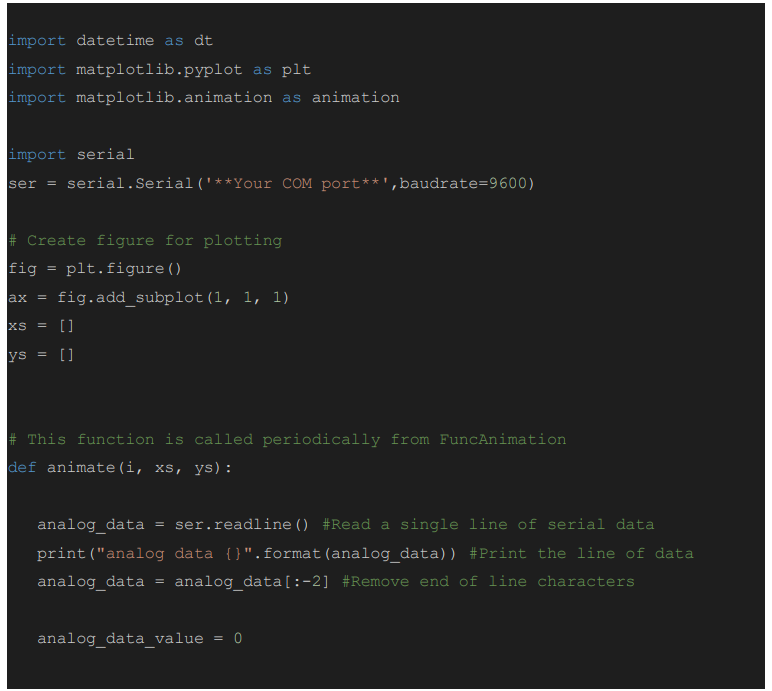 import datetime as dt
import matplotlib.pyplot as plt
import matplotlib.animation as animation
import serial
ser = serial.Serial('**Your COM port**',baudrate=9600)
# Create figure for plotting
fig = plt.figure()
ax = fig.add_subplot(1, 1, 1)
xs = []
ys = []
# This function is called periodically from FuncAnimation
def animate(i, xs, ys):
analog_data = ser.readline() #Read a single line of serial data
print("analog data {}".format(analog_data)) #Print the line of data
analog_data = analog_data[:-2] #Remove end of line characters
analog_data_value = 0